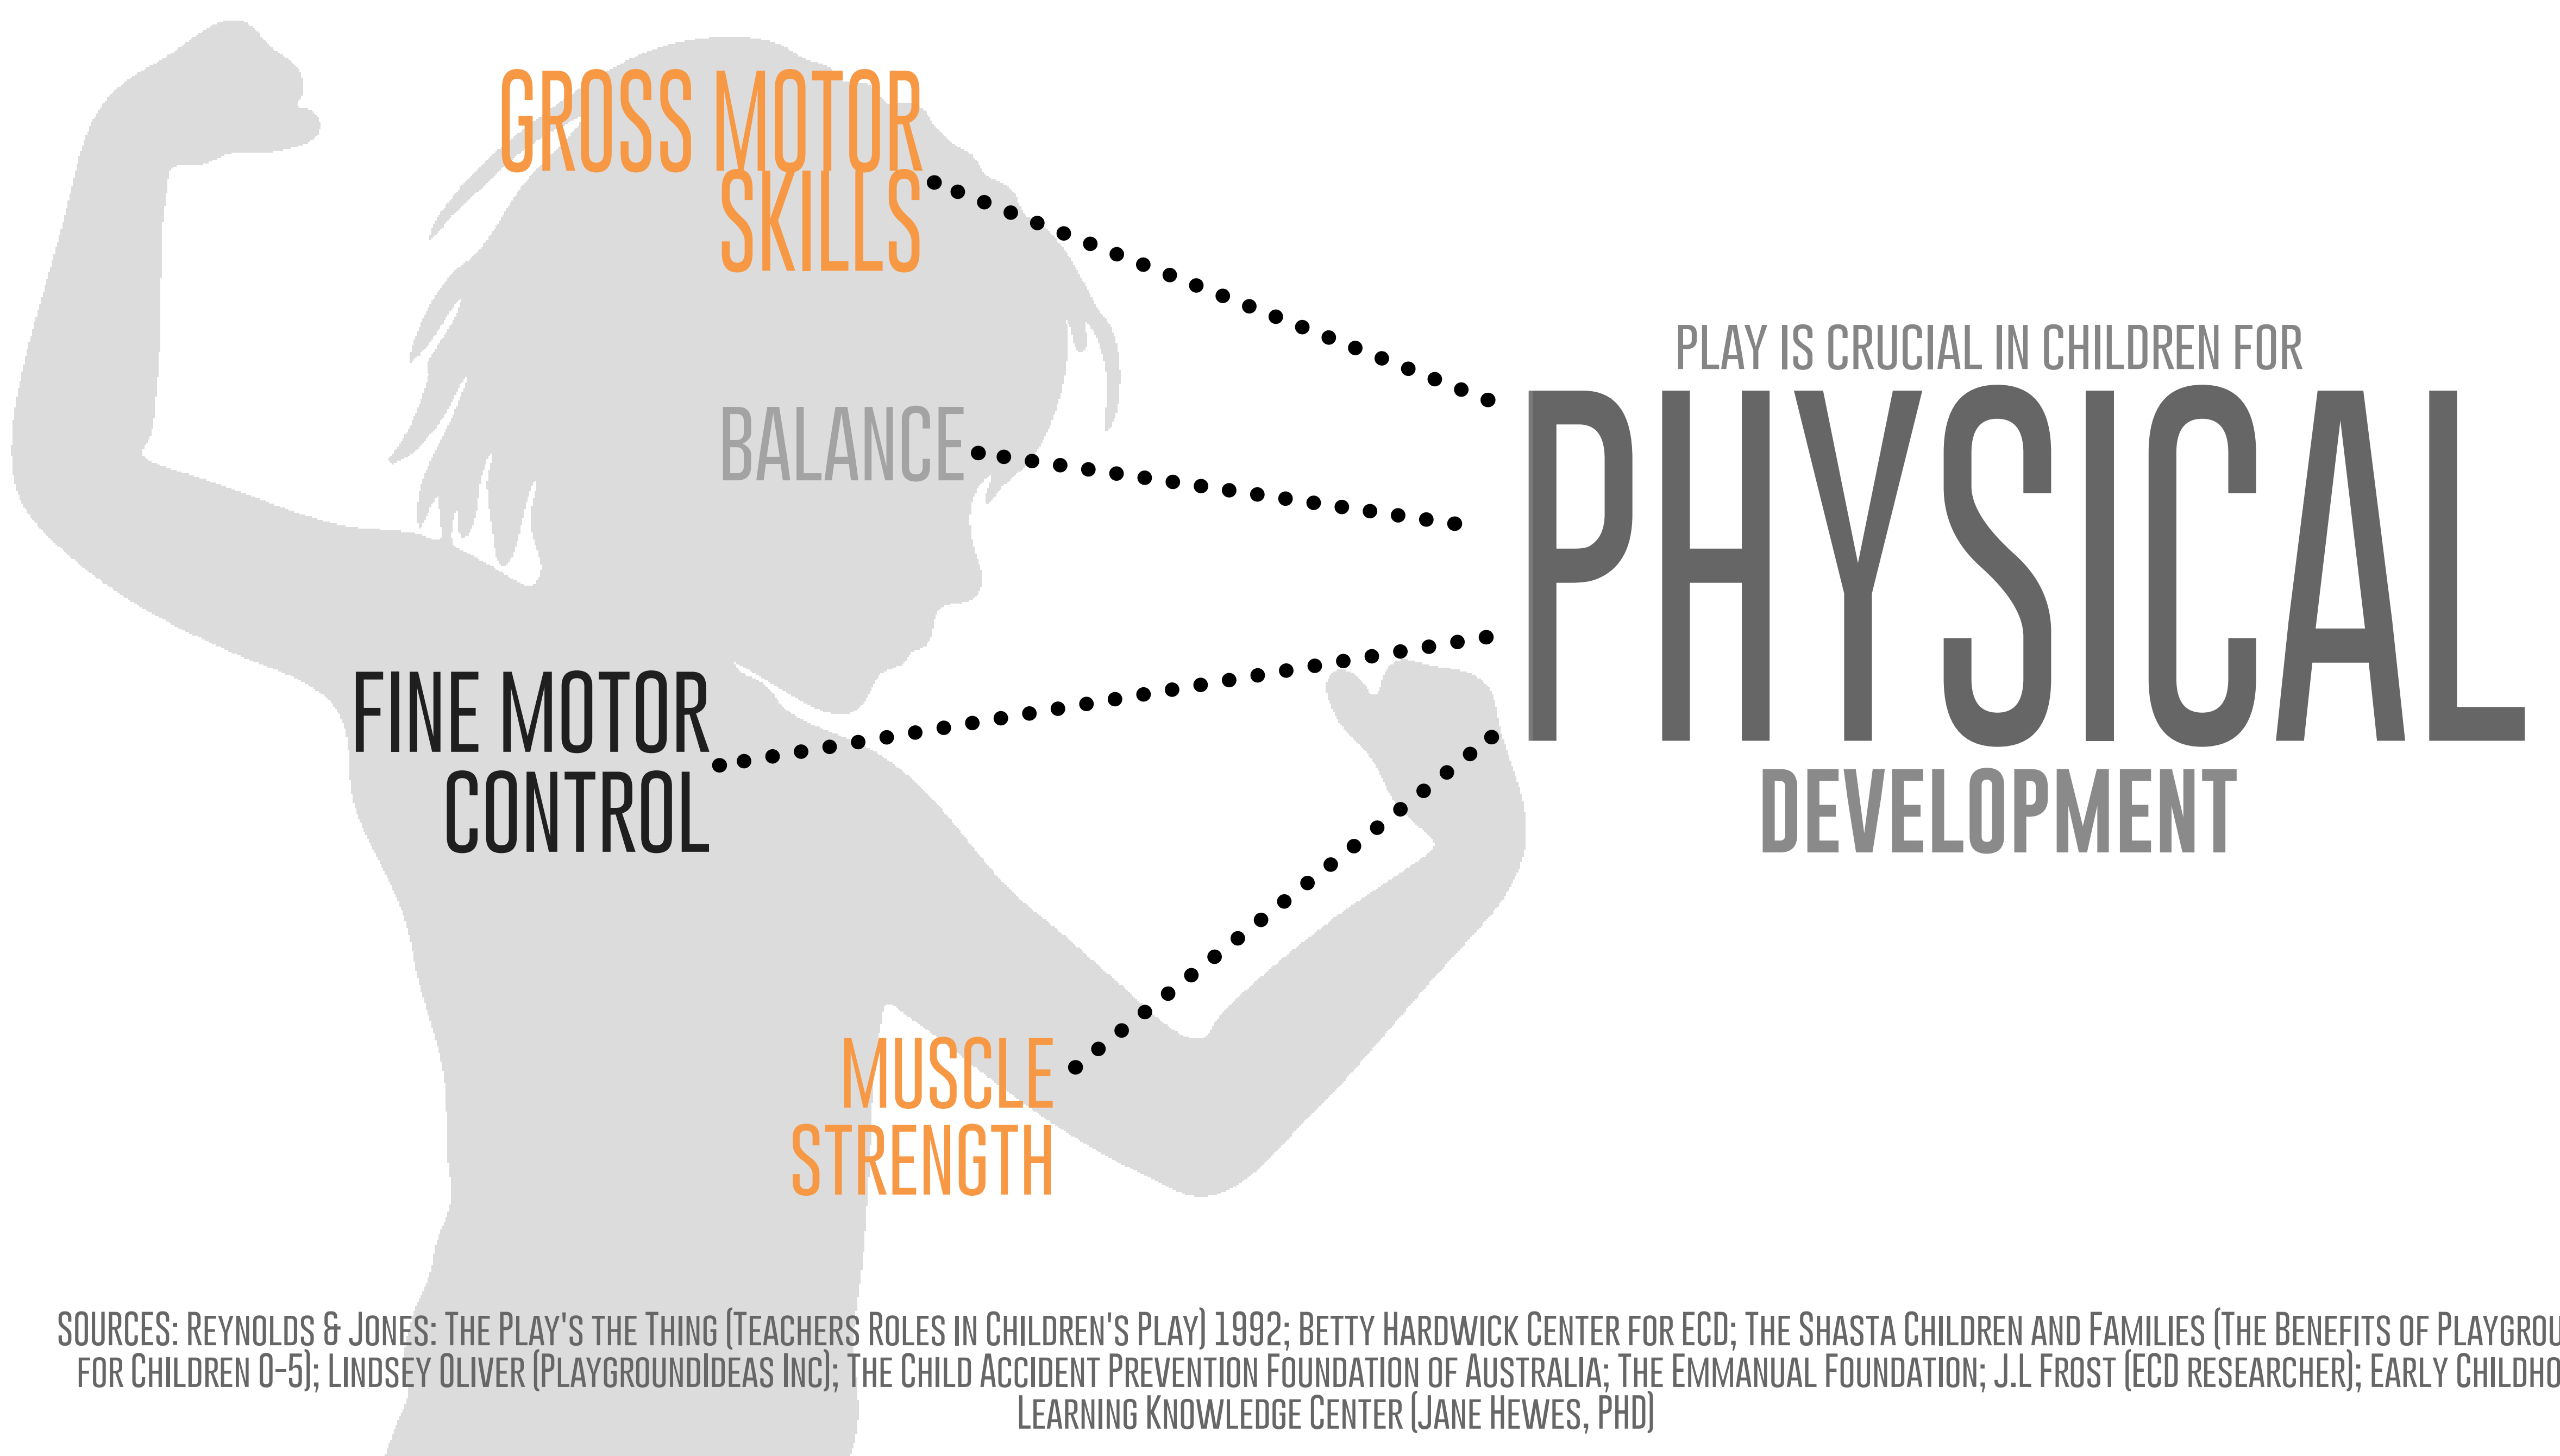 GROSS MOTOR
SKILLS
BALANCE
FINE MOTOR
CONTROL
MUSCLE
STRENGTH
PLAY IS CRUCIAL IN CHILDREN FOR
PHYSICAL
DEVELOPMENT
SOURCES: REYNOLDS & JONES: THE PLAY'S THE THING (TEACHERS ROLES IN CHILDREN'S PLAY) 1992; BETTY HARDWICK CENTER FOR ECD; THE SHASTA CHILDREN AND FAMILIES (THE BENEFITS OF PLAYGROU
FOR CHILDREN 0-5); LINDSEY OLIVER (PLAYGROUNDIDEAS INC); THE CHILD ACCIDENT PREVENTION FOUNDATION OF AUSTRALIA; THE EMMANUAL FOUNDATION; J.L FROST (ECD RESEARCHER); EARLY CHILDHO
LEARNING KNOWLEDGE CENTER (JANE HEWES, PHD)